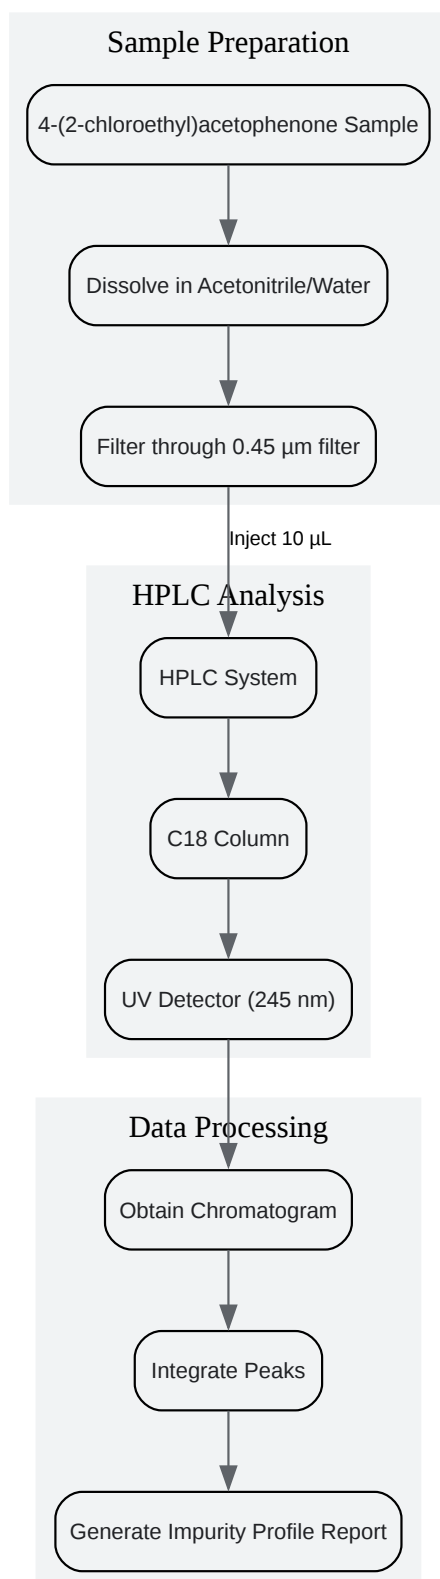 Sample Preparation
4-(2-chloroethyl)acetophenone Sample
Dissolve in Acetonitrile/Water
Filter through 0.45 µm filter
Inject 10 µL
HPLC Analysis
HPLC System
C18 Column
UV Detector (245 nm)
Data Processing
Obtain Chromatogram
Integrate Peaks
Generate Impurity Profile Report